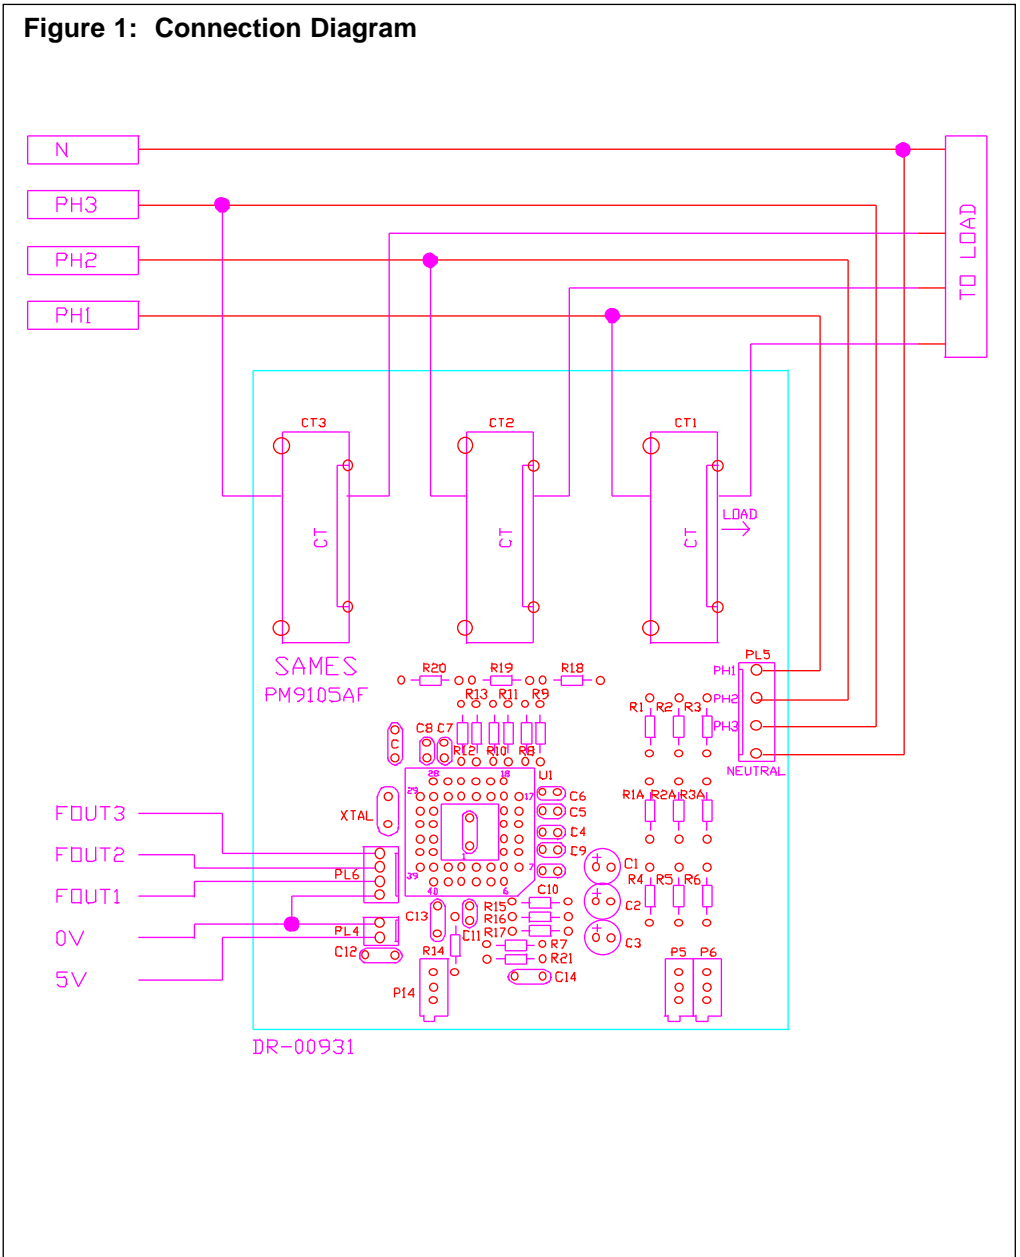 Figure 1: Connection Diagram
N
PH3
PH2
PH1
TO LOAD
CT3
CT2
CT1
CT
CT
CT
LOAD
SAMES
PM9105AF
R20
R19
R18
R13
R11
R9
PL5
PH1
PH2
PH3
NEUTRAL
R1
R2
R3
C
C8
C7
R12
R10
R8
U1
28
18
29
17
XTAL
C6
C5
C4
C9
R1A
R2A
R3A
1
39
7
40
6
FOUT3
FOUT2
FOUT1
0V
5V
PL6
PL4
C12
C13
C11
R14
P14
C10
R15
R16
R17
R7
R21
C14
+
C1
+
C2
+
C3
R4
R5
R6
P5
P6
DR-00931